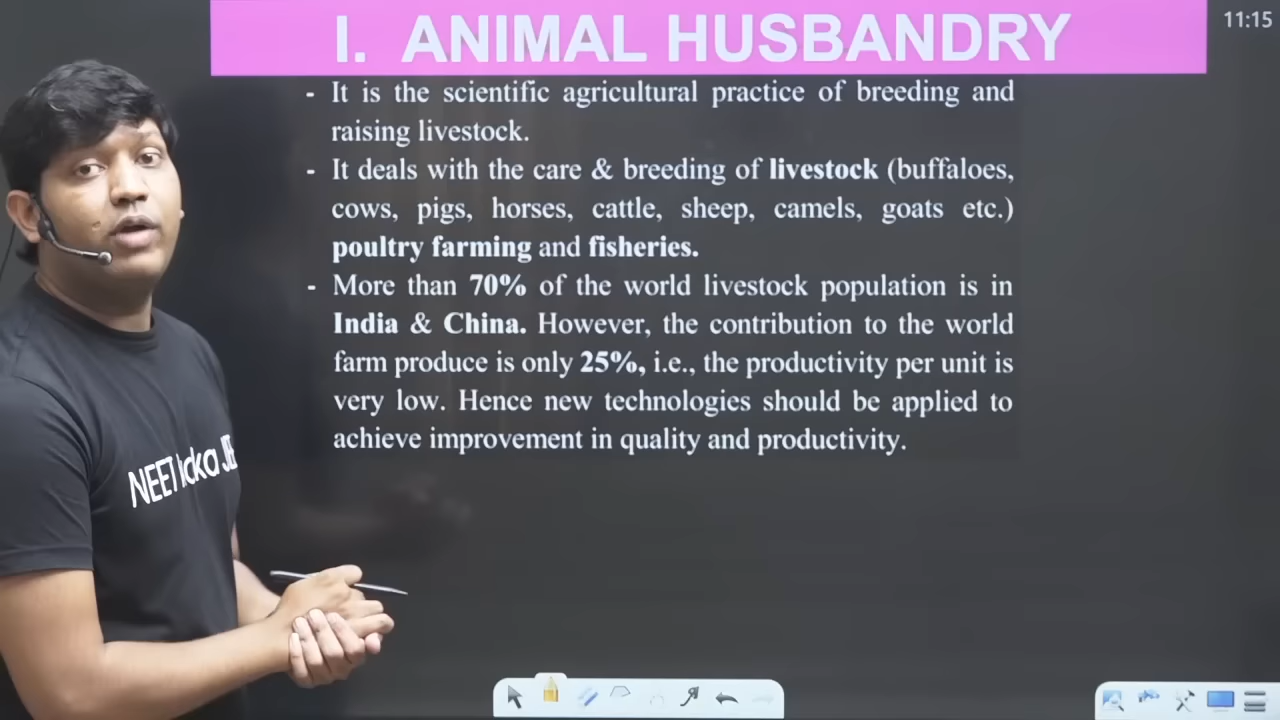 I. ANIMAL HUSBANDRY
11:15
- It is the scientific agricultural practice of breeding and
raising livestock.
- It deals with the care & breeding of livestock (buffaloes,
cows, pigs, horses, cattle, sheep, camels, goats etc.)
poultry farming and fisheries.
- More than 70% of the world livestock population is in
India & China. However, the contribution to the world
farm produce is only 25%, i.e., the productivity per unit is
very low. Hence new technologies should be applied to
achieve improvement in quality and productivity.
NEET